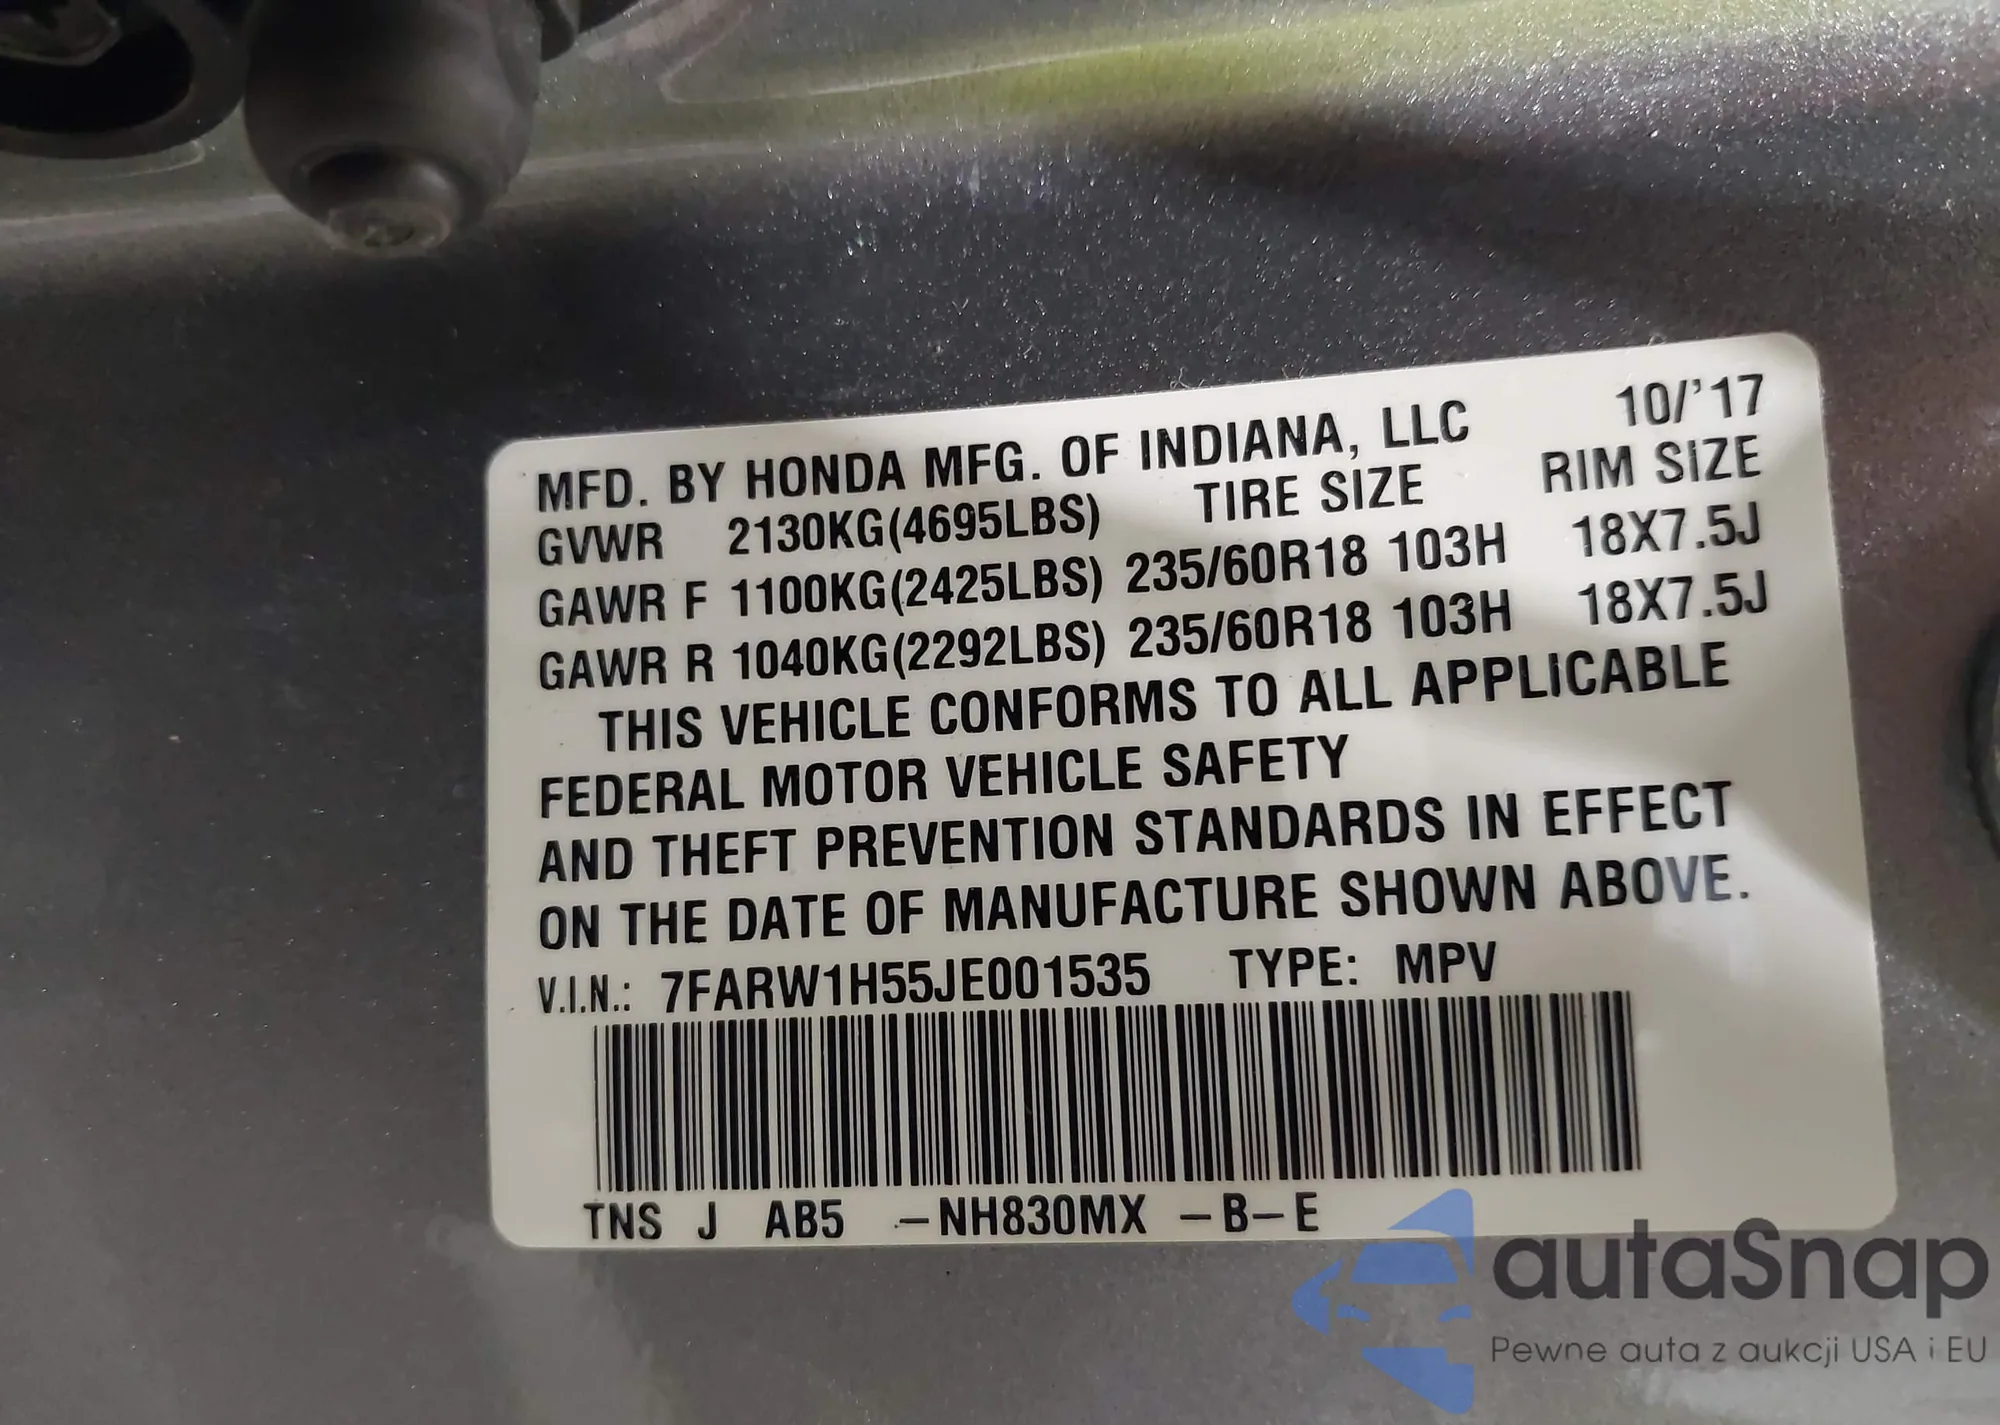 MFD. BY HONDA MFG. OF INDIANA, LLC 10/'17
GVWR 2130KG(4695LBS) TIRE SIZE RIM SIZE
GAWR F 1100KG(2425LBS) 235/60R18 103H 18X7.5J
GAWR R 1040KG(2292LBS) 235/60R18 103H 18X7.5J
THIS VEHICLE CONFORMS TO ALL APPLICABLE
FEDERAL MOTOR VEHICLE SAFETY
AND THEFT PREVENTION STANDARDS IN EFFECT
ON THE DATE OF MANUFACTURE SHOWN ABOVE.
V.I.N.: 7FARW1H55JE001535 TYPE: MPV
TNS J AB5 -NH830MX -B-E
autaSnap
Pewne auta z aukcji USA i EU